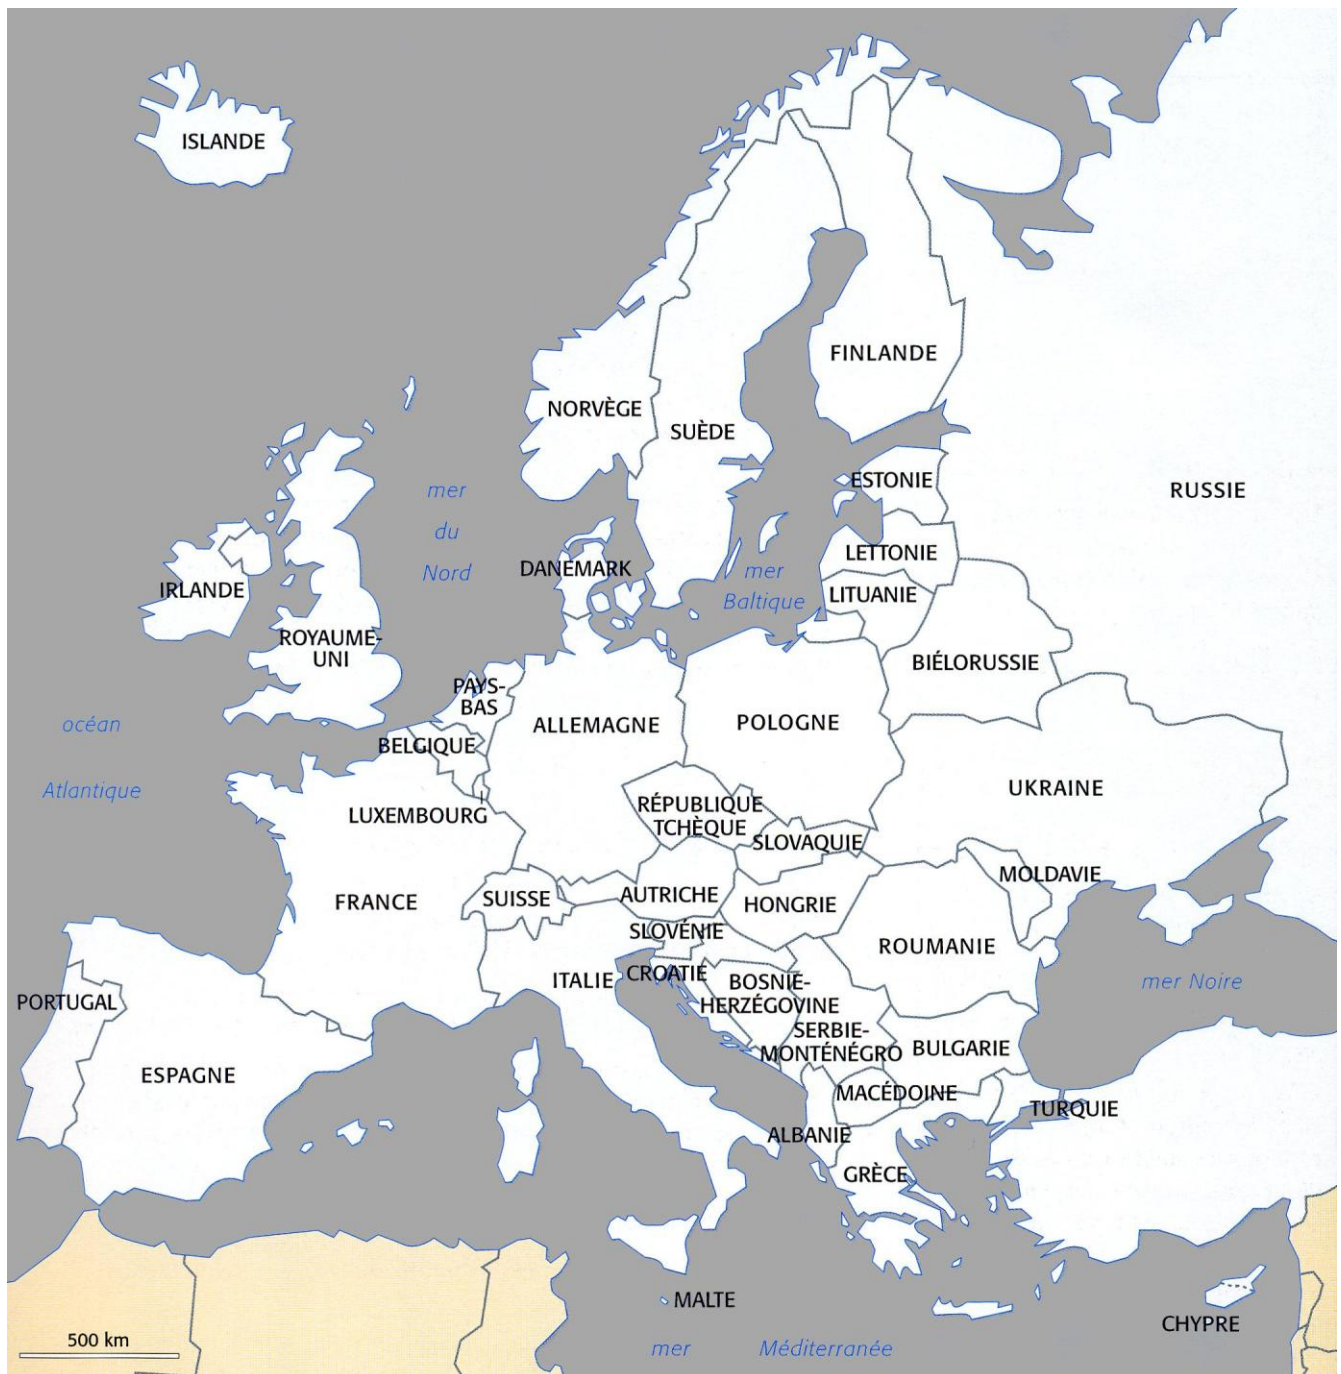 ISLANDE
FINLANDE
NORVÈGE
SUÈDE
ESTONIE
RUSSIE
mer
du
Nord
LETTONIE
DANEMARK
mer
Baltique
IRLANDE
LITUANIE
ROYAUME-
UNI
BIÉLORUSSIE
PAYS-
BAS
océan
Atlantique
ALLEMAGNE
POLOGNE
BELGIQUE
UKRAINE
LUXEMBOURG
RÉPUBLIQUE
TCHÈQUE
SLOVAQUIE
MOLDAVIE
FRANCE
SUISSE
AUTRICHE
HONGRIE
SLOVÉNIE
ROUMANIE
CROATIE
ITALIE
BOSNIE-
HERZÉGOVINE
mer Noire
PORTUGAL
SERBIE-
MONTÉNÉGRO
BULGARIE
ESPAGNE
MACÉDOINE
TURQUIE
ALBANIE
GRÈCE
MALTE
CHYPRE
500 km
mer Méditerranée